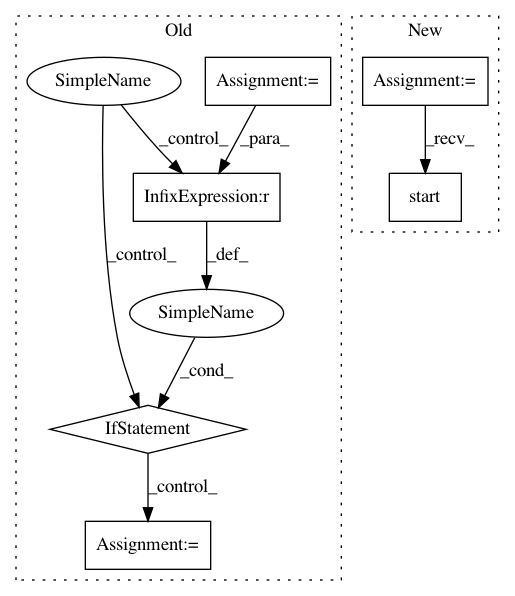 Old
New
SimpleName
Assignment:=
Assignment:=
_control_
_para_
_recv_
InfixExpression:r
start
_control_
_def_
SimpleName
_cond_
IfStatement
_control_
Assignment:=